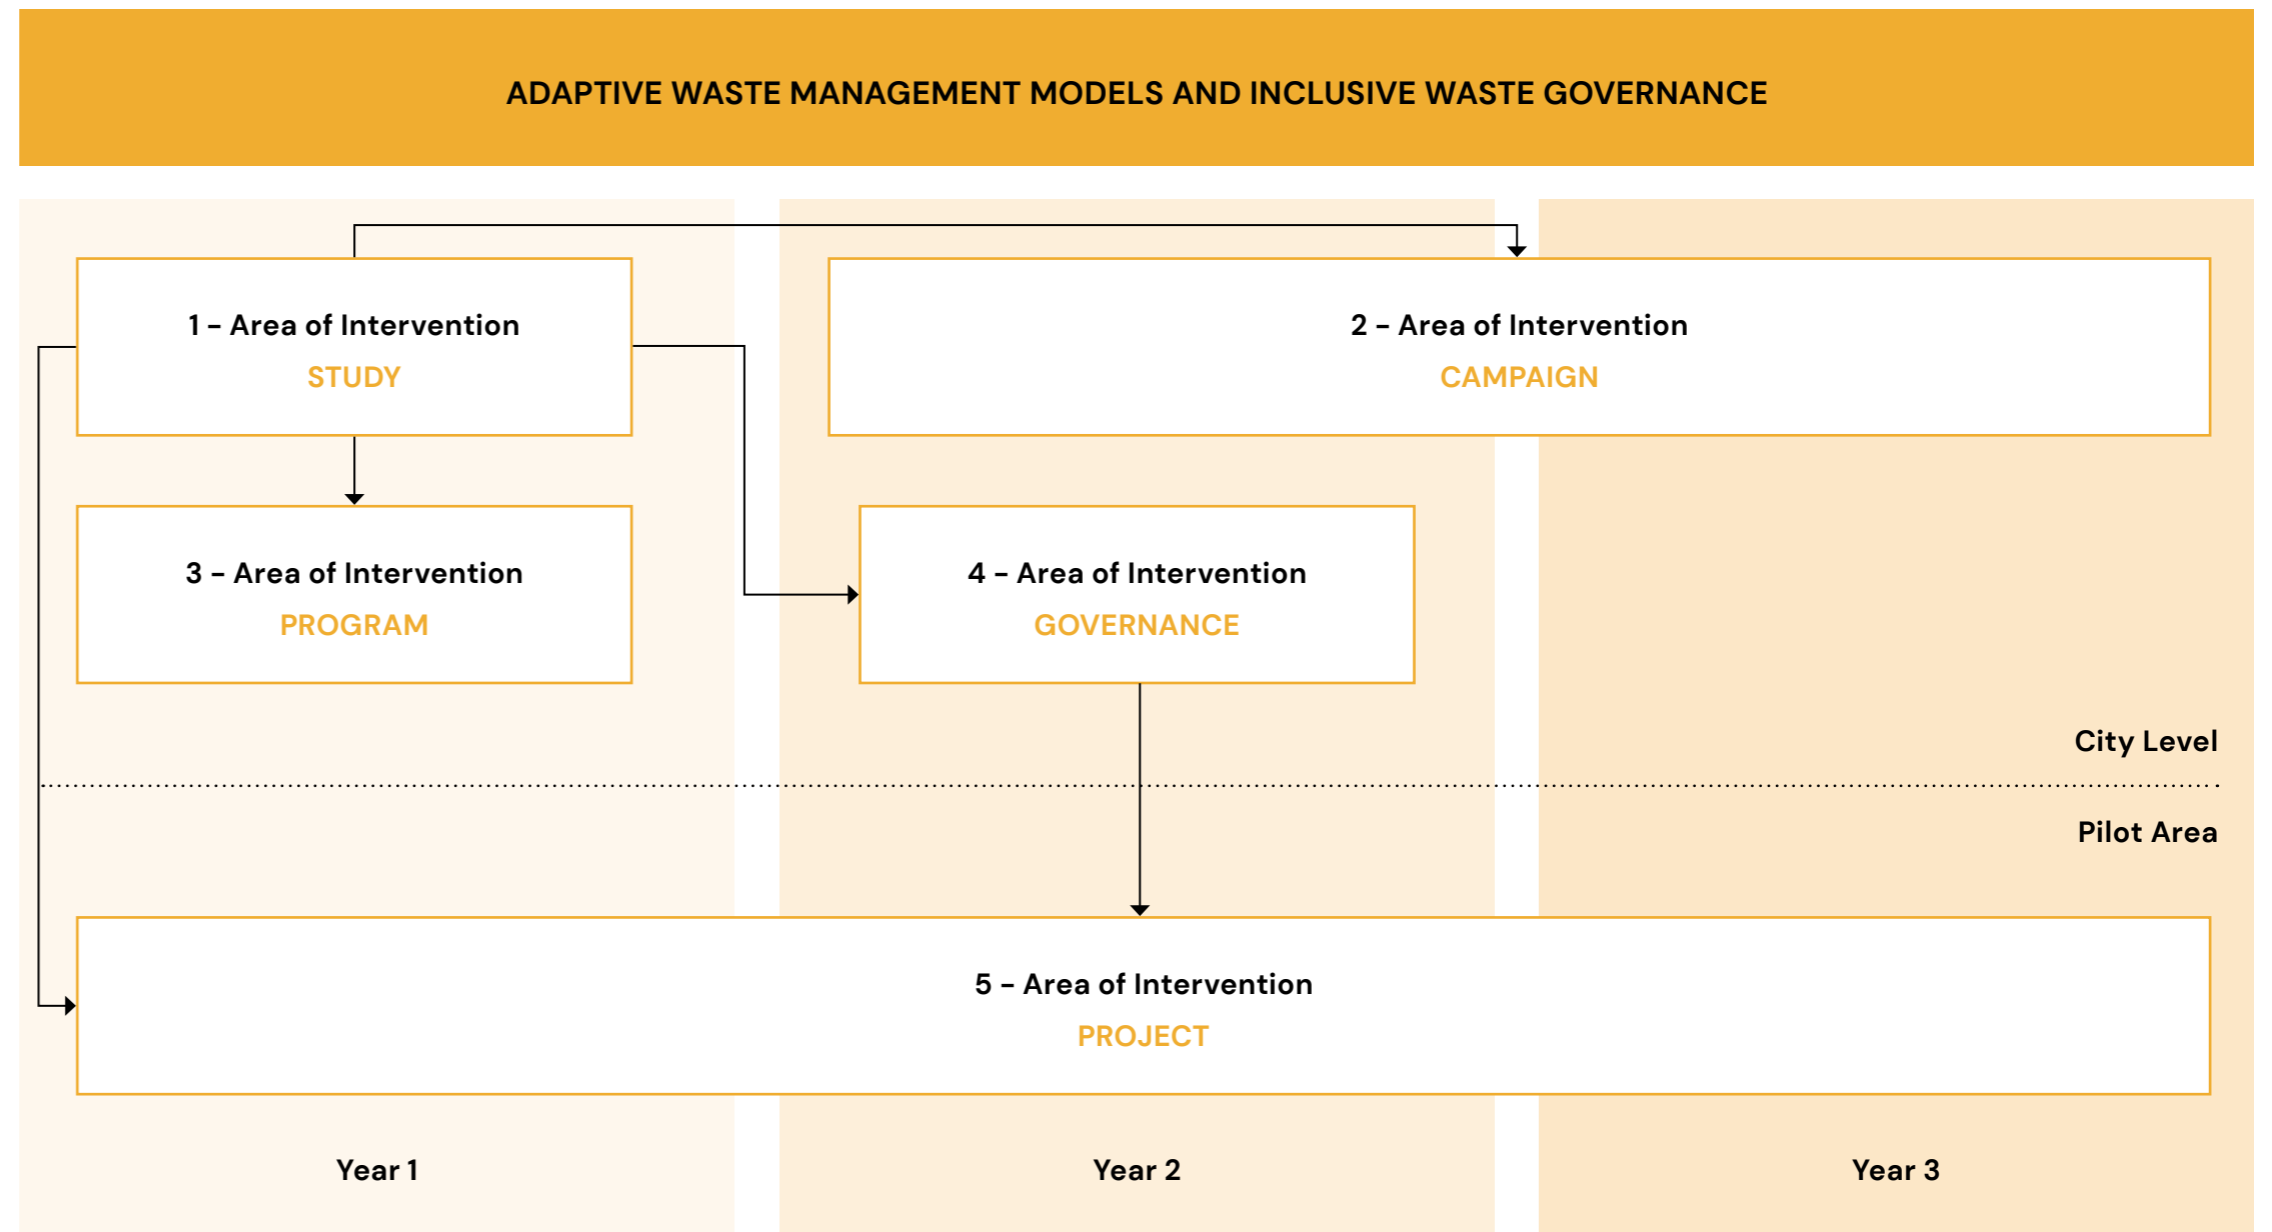 ADAPTIVE WASTE MANAGEMENT MODELS AND INCLUSIVE WASTE GOVERNANCE
1 – Area of Intervention
STUDY
2 – Area of Intervention
CAMPAIGN
3 – Area of Intervention
PROGRAM
4 – Area of Intervention
GOVERNANCE
City Level
Pilot Area
5 – Area of Intervention
PROJECT
Year 1
Year 2
Year 3